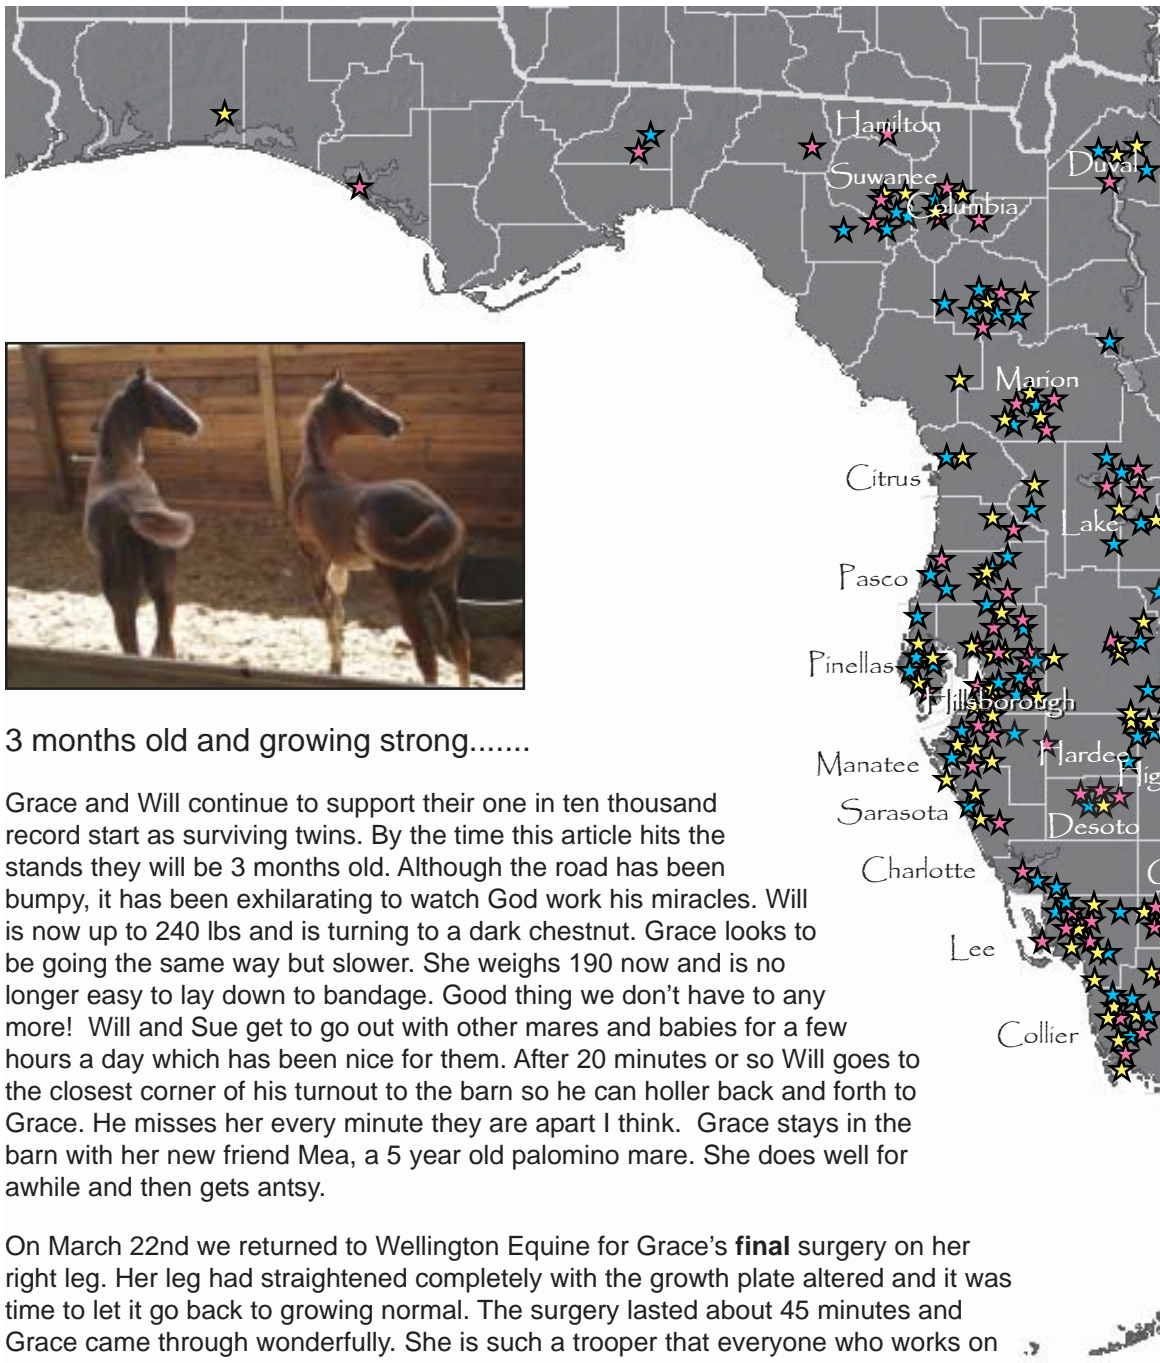 Hamilton
Suwanee
Columbia
Duval
Marion
Citrus
Lake
Pasco
Pinellas
Hillsborough
Manatee
Hardee
Hig
Sarasota
Desoto
Charlotte
C
Lee
Collier
3 months old and growing strong.......
Grace and Will continue to support their one in ten thousand
record start as surviving twins. By the time this article hits the
stands they will be 3 months old. Although the road has been
bumpy, it has been exhilarating to watch God work his miracles. Will
is now up to 240 lbs and is turning to a dark chestnut. Grace looks to
be going the same way but slower. She weighs 190 now and is no
longer easy to lay down to bandage. Good thing we don't have to any
more!  Will and Sue get to go out with other mares and babies for a few
hours a day which has been nice for them. After 20 minutes or so Will goes to
the closest corner of his turnout to the barn so he can holler back and forth to
Grace. He misses her every minute they are apart I think.  Grace stays in the
barn with her new friend Mea, a 5 year old palomino mare. She does well for
awhile and then gets antsy.
On March 22nd we returned to Wellington Equine for Grace's final surgery on her
right leg. Her leg had straightened completely with the growth plate altered and it was
time to let it go back to growing normal. The surgery lasted about 45 minutes and
Grace came through wonderfully. She is such a trooper that everyone who works on